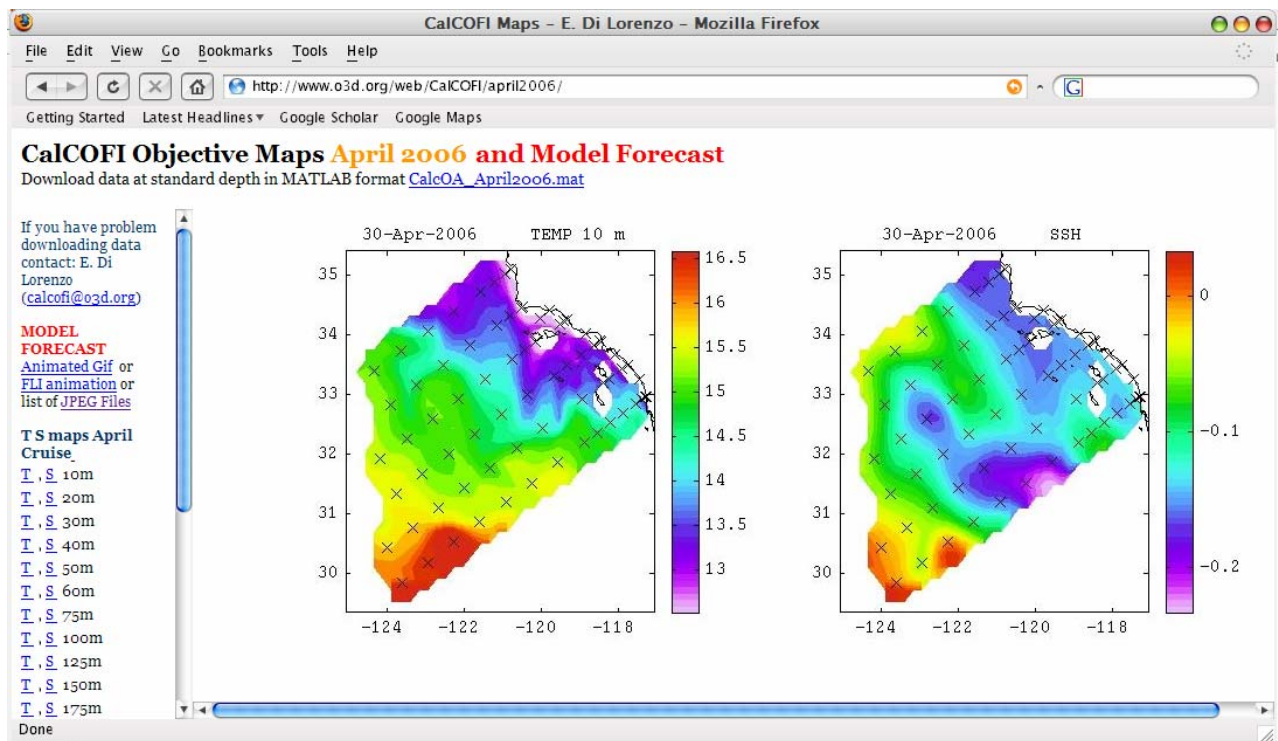 CalCOFI Maps - E. Di Lorenzo - Mozilla Firefox
File Edit View Go Bookmarks Tools Help
http://www.o3d.org/web/CalCOFI/april2006/
G
Getting Started Latest Headlines Google Scholar Google Maps
CalCOFI Objective Maps April 2006 and Model Forecast
Download data at standard depth in MATLAB format CalcOA_April2006.mat
If you have problem
downloading data
contact: E. Di
Lorenzo
(calcofi@o3d.org)
MODEL
FORECAST
Animated Gif or
FLI animation or
list of JPEG Files
T S maps April
Cruise
T , S 10m
T , S 20m
T , S 30m
T , S 40m
T , S 50m
T , S 60m
T , S 75m
T , S 100m
T , S 125m
T , S 150m
T , S 175m
30-Apr-2006 TEMP 10 m
35
34
33
32
31
30
-124 -122 -120 -118
16.5
16
15.5
15
14.5
14
13.5
13
30-Apr-2006 SSH
35
34
33
32
31
30
-124 -122 -120 -118
0
-0.1
-0.2
Done